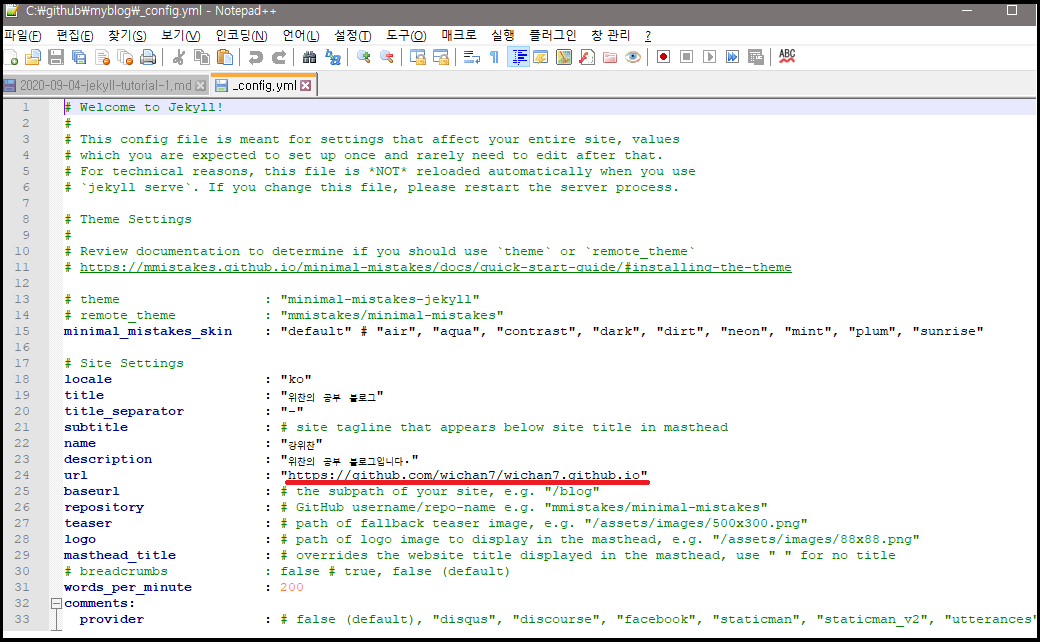 C:₩github₩myblog₩_config.yml - Notepad++
파일(F) 편집(E) 찾기(S) 보기(V) 인코딩(N) 언어(L) 설정(T) 도구(O) 매크로 실행 플러그인 창 관리 ?
ABC
2020-09-04-jekyll-tutorial-1.md _config.yml
1 # Welcome to Jekyll!
2 #
3 # This config file is meant for settings that affect your entire site, values
4 # which you are expected to set up once and rarely need to edit after that.
5 # For technical reasons, this file is *NOT* reloaded automatically when you use
6 # `jekyll serve`. If you change this file, please restart the server process.
7
8 # Theme Settings
9 #
10 # Review documentation to determine if you should use `theme` or `remote_theme`
11 # https://mmistakes.github.io/minimal-mistakes/docs/quick-start-guide/#installing-the-theme
12
13 # theme : "minimal-mistakes-jekyll"
14 # remote_theme : "mmistakes/minimal-mistakes"
15 minimal_mistakes_skin : "default" # "air", "aqua", "contrast", "dark", "dirt", "neon", "mint", "plum", "sunrise"
16
17 # Site Settings
18 locale : "ko"
19 title : "위찬의 공부 블로그"
20 title_separator : "-"
21 subtitle : # site tagline that appears below site title in masthead
22 name : "강위찬"
23 description : "위찬의 공부 블로그입니다."
24 url : "https://github.com/wichan7/wichan7.github.io"
25 baseurl : # the subpath of your site, e.g. "/blog"
26 repository : # GitHub username/repo-name e.g. "mmistakes/minimal-mistakes"
27 teaser : # path of fallback teaser image, e.g. "/assets/images/500x300.png"
28 logo : # path of logo image to display in the masthead, e.g. "/assets/images/88x88.png"
29 masthead_title : # overrides the website title displayed in the masthead, use " " for no title
30 # breadcrumbs : false # true, false (default)
31 words_per_minute : 200
32 comments:
33 provider : # false (default), "disqus", "discourse", "facebook", "staticman", "staticman_v2", "utterances"